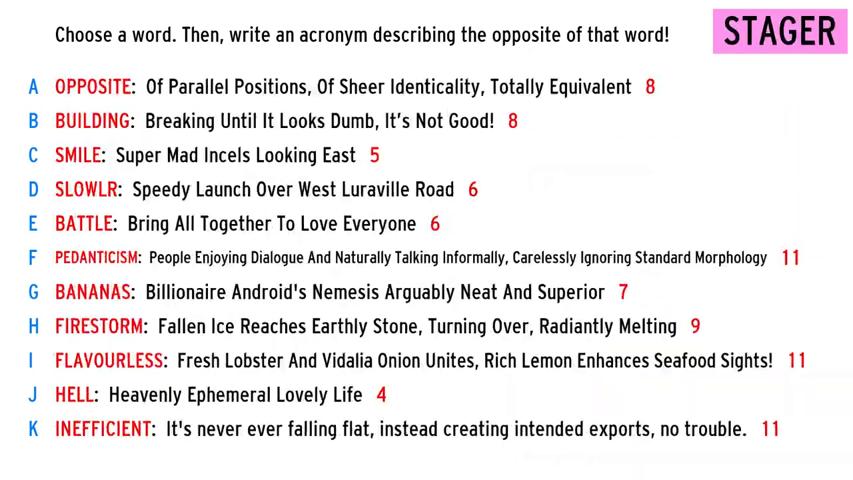 Choose a word. Then, write an acronym describing the opposite of that word!
STAGER
A OPPOSITE: Of Parallel Positions, Of Sheer Identicality, Totally Equivalent 8
B BUILDING: Breaking Until It Looks Dumb, It's Not Good! 8
C SMILE: Super Mad Incels Looking East 5
D SLOWLR: Speedy Launch Over West Luraville Road 6
E BATTLE: Bring All Together To Love Everyone 6
F PEDANTICISM: People Enjoying Dialogue And Naturally Talking Informally, Carelessly Ignoring Standard Morphology 11
G BANANAS: Billionaire Android's Nemesis Arguably Neat And Superior 7
H FIRESTORM: Fallen Ice Reaches Earthly Stone, Turning Over, Radiantly Melting 9
I FLAVOURLESS: Fresh Lobster And Vidalia Onion Unites, Rich Lemon Enhances Seafood Sights! 11
J HELL: Heavenly Ephemeral Lovely Life 4
K INEFFICIENT: It's never ever falling flat, instead creating intended exports, no trouble. 11